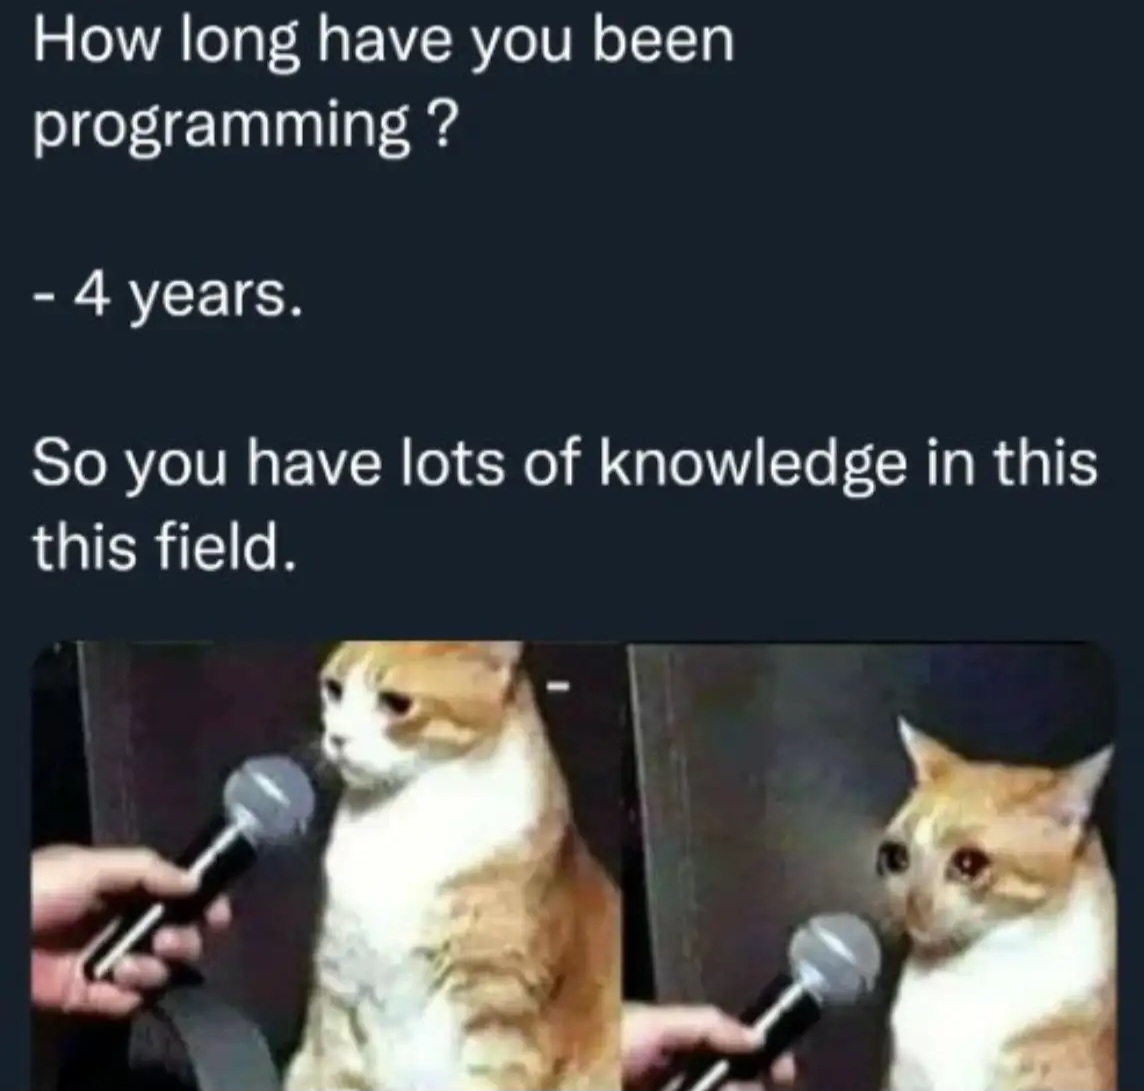 How long have you been
programming ?
- 4 years.
So you have lots of knowledge in this
this field.
-